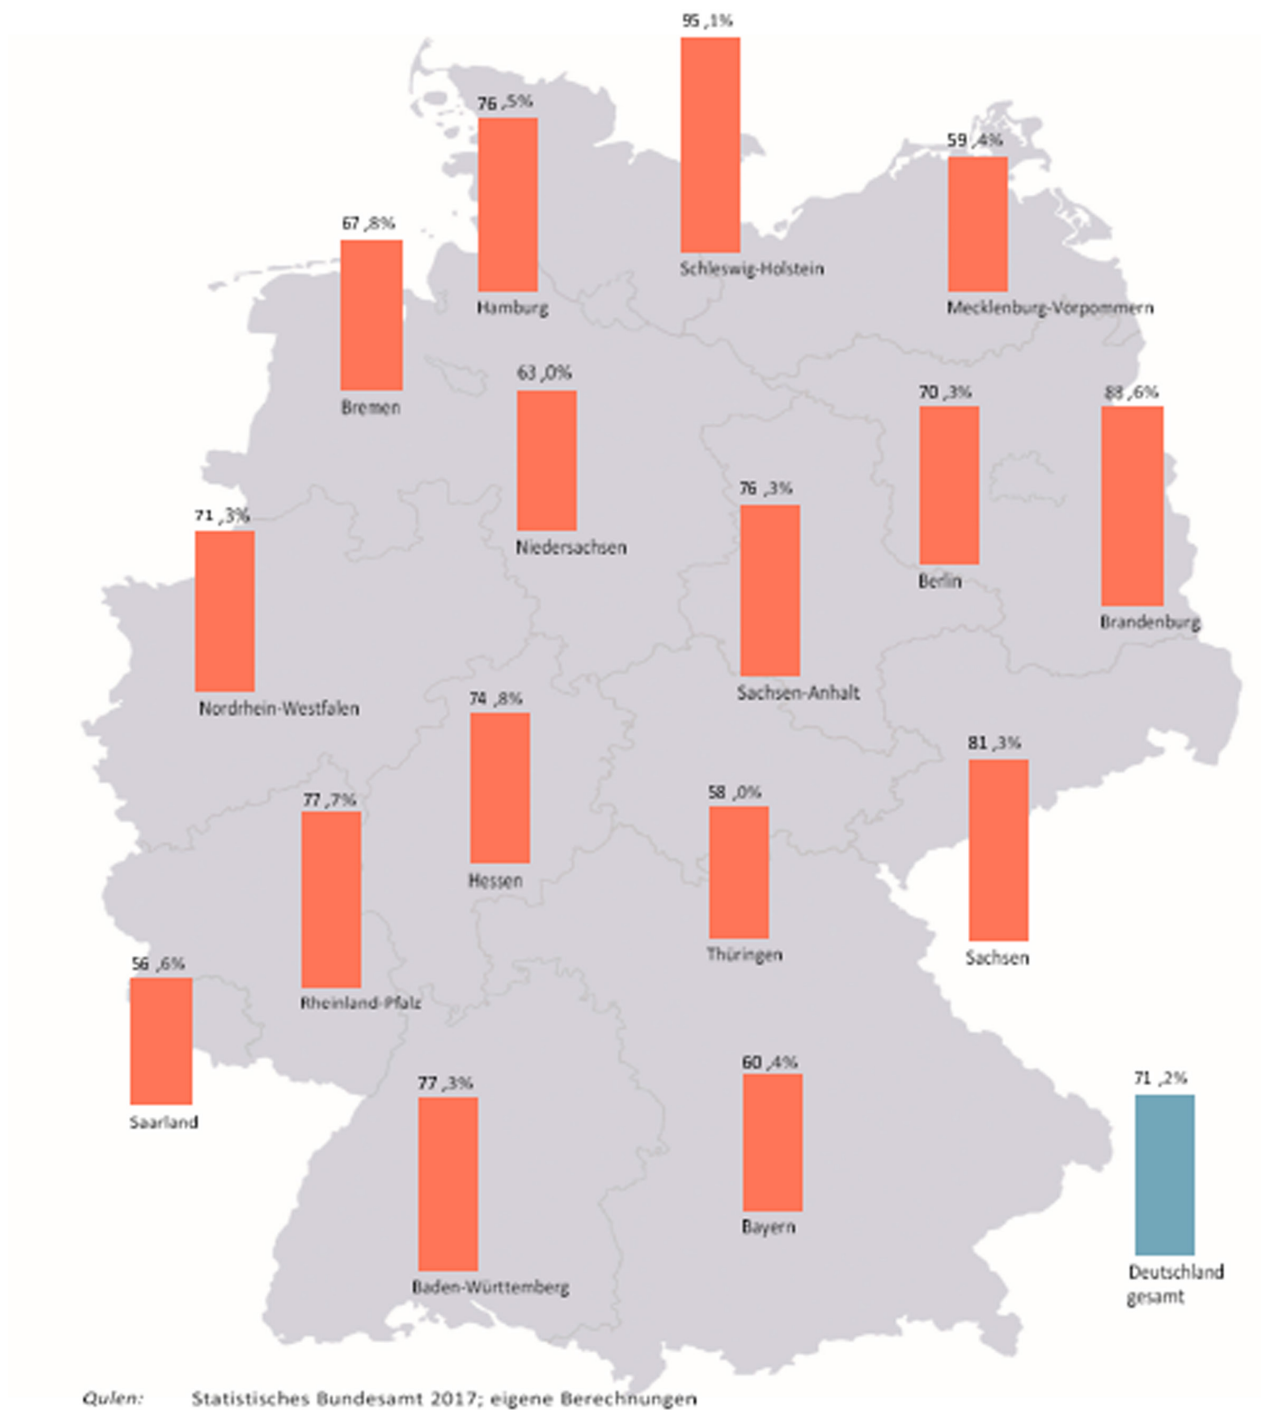 95 ,1%
76 ,5%
59 ,4%
67 ,8%
Schleswig-Holstein
Hamburg
Mecklenburg-Vorpommern
63 ,0%
70 ,3%
88 ,6%
Bremen
76 ,3%
71 ,3%
Niedersachsen
Berlin
Brandenburg
Sachsen-Anhalt
74 ,8%
Nordrhein-Westfalen
81 ,3%
58 ,0%
77 ,7%
Hessen
Thüringen
Sachsen
56 ,6%
Rheinland-Pfalz
60 ,4%
71 ,2%
77 ,3%
Saarland
Bayern
Deutschland
gesamt
Baden-Württemberg
Qulen: Statistisches Bundesamt 2017; eigene Berechnungen